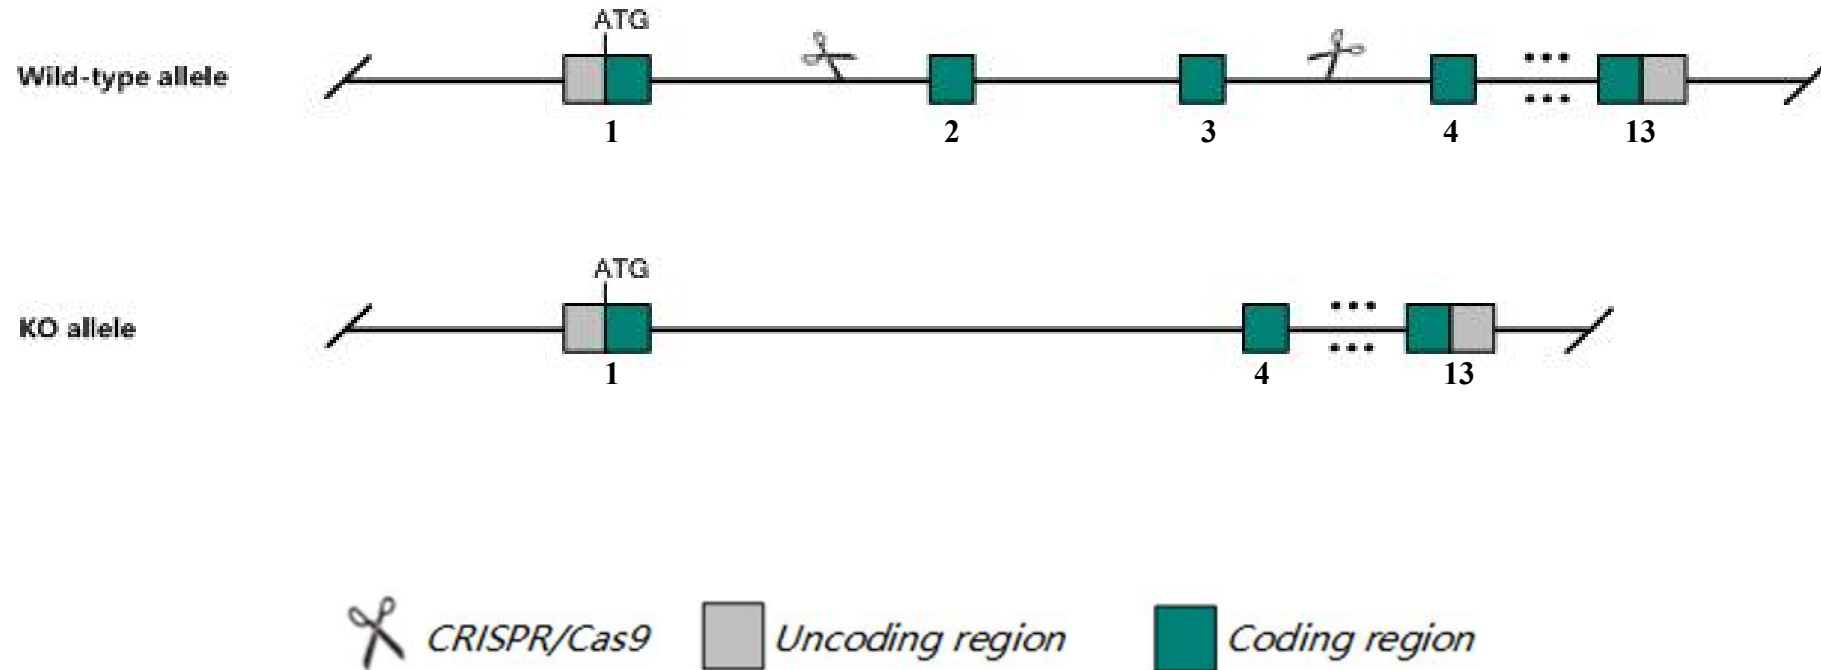 ATG
Wild-type allele
1 2 3 4 13
ATG
KO allele
1 4 13
CRISPR/Cas9 Uncoding region Coding region